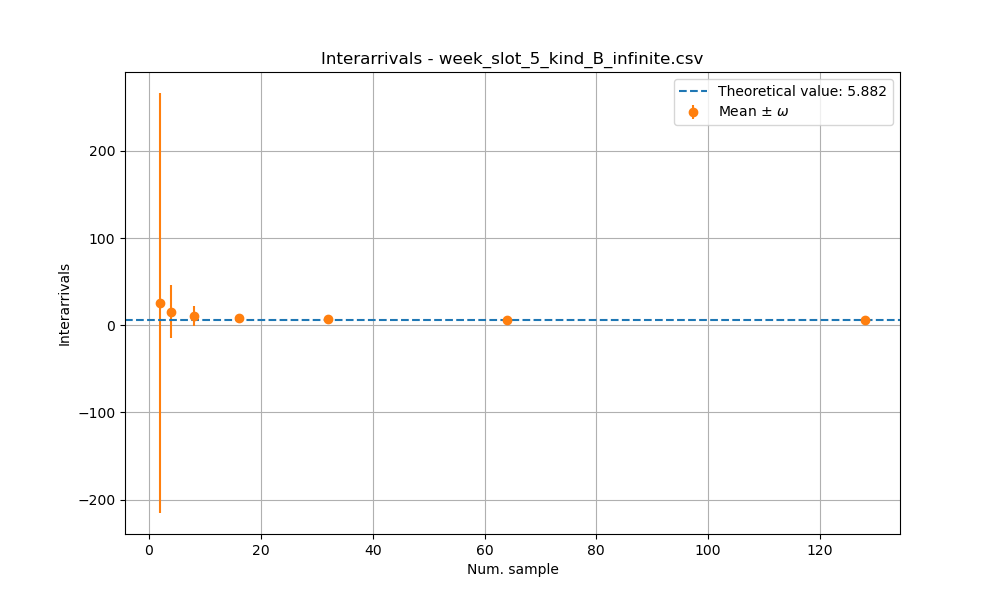 Interarrivals - week_slot_5_kind_B_infinite.csv
Theoretical value: 5.882
Mean ± ω
200
100
0
−100
−200
Interarrivals
0 20 40 60 80 100 120
Num. sample